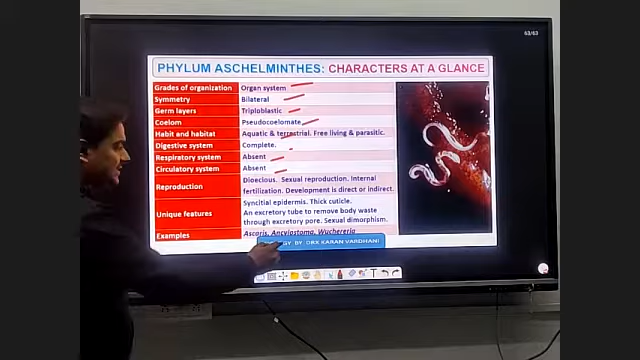 63/63
PHYLUM ASCHELMINTHES: CHARACTERS AT A GLANCE
Grades of organization Organ system
Symmetry Bilateral
Germ layers Triploblastic
Coelom Pseudocoelomate
Habit and habitat Aquatic & terrestrial. Free living & parasitic.
Digestive system Complete.
Respiratory system Absent
Circulatory system Absent
Reproduction Dioecious. Sexual reproduction. Internal
fertilization. Development is direct or indirect.
Unique features Syncitial epidermis. Thick cuticle.
An excretory tube to remove body waste
through excretory pore. Sexual dimorphism.
Examples Ascaris, Ancylostoma, Wuchereria
GY BY DRX KARAN VARDHANI